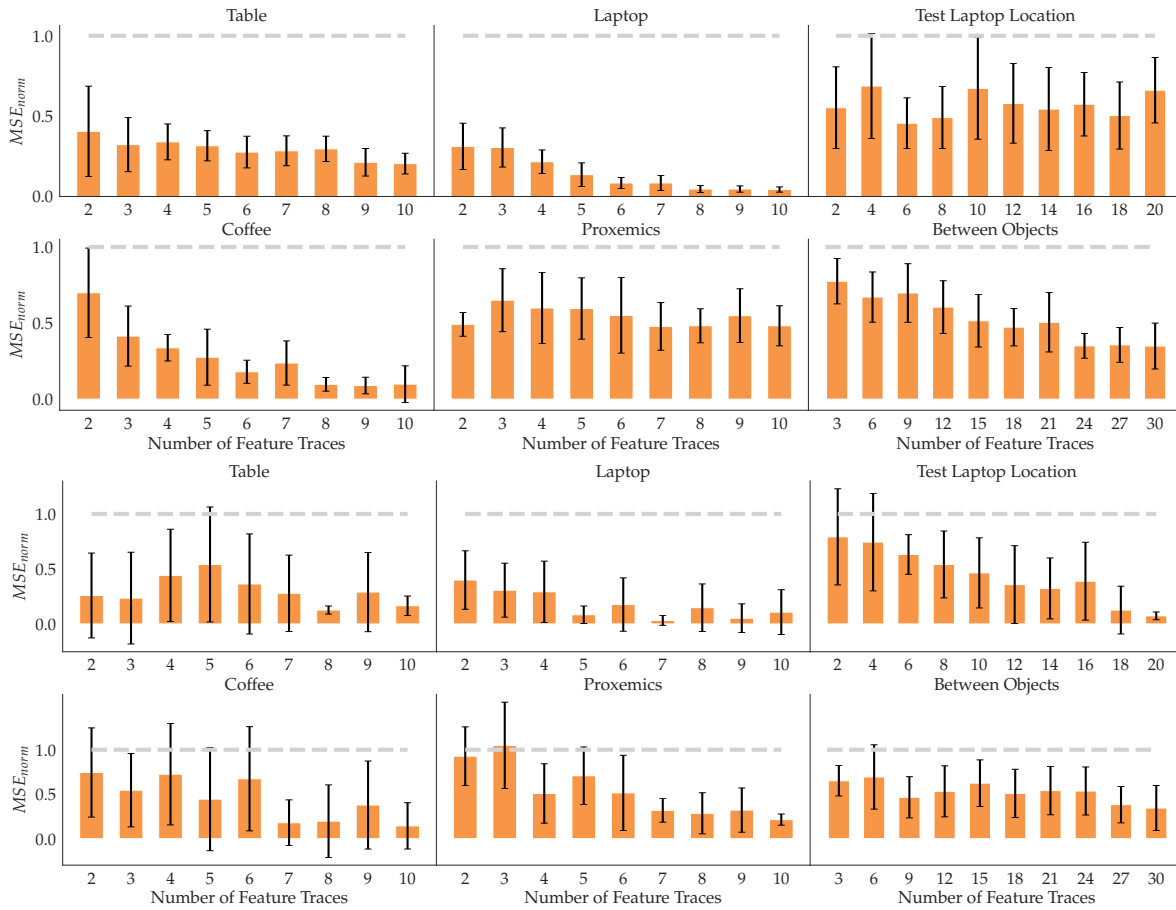 Table Laptop Test Laptop Location
1.0
MSE_norm
0.5
0.0
2 3 4 5 6 7 8 9 10 2 3 4 5 6 7 8 9 10 2 4 6 8 10 12 14 16 18 20
Coffee Proxemics Between Objects
1.0
MSE_norm
0.5
0.0
2 3 4 5 6 7 8 9 10 2 3 4 5 6 7 8 9 10 3 6 9 12 15 18 21 24 27 30
Number of Feature Traces Number of Feature Traces Number of Feature Traces
Table Laptop Test Laptop Location
1.0
MSE_norm
0.5
0.0
2 3 4 5 6 7 8 9 10 2 3 4 5 6 7 8 9 10 2 4 6 8 10 12 14 16 18 20
Coffee Proxemics Between Objects
1.0
MSE_norm
0.5
0.0
2 3 4 5 6 7 8 9 10 2 3 4 5 6 7 8 9 10 3 6 9 12 15 18 21 24 27 30
Number of Feature Traces Number of Feature Traces Number of Feature Traces